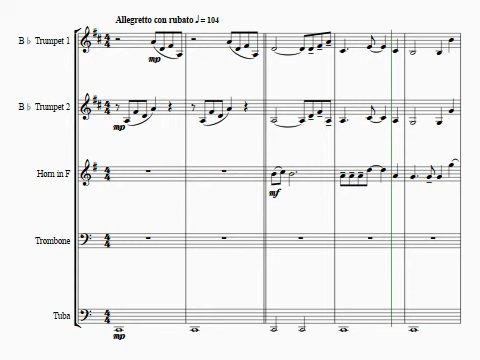 Allegretto con rubato ♩= 104
B♭ Trumpet 1
mp
B♭ Trumpet 2
mp
Horn in F
mf
Trombone
Tuba
mp